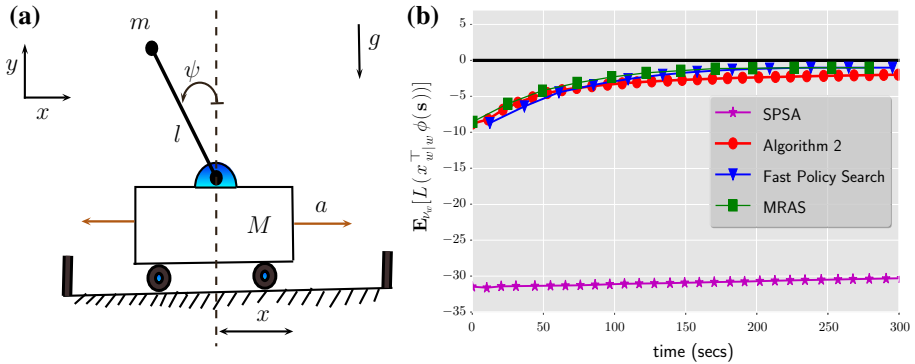 (a)
m
g
y
x
ψ
l
a
M
x
(b)
E_{ν_w}[L(x^⊤_{w|w} ϕ(s))]
0
−5
−10
−15
−20
−25
−30
−35
SPSA
Algorithm 2
Fast Policy Search
MRAS
0 50 100 150 200 250 300
time (secs)